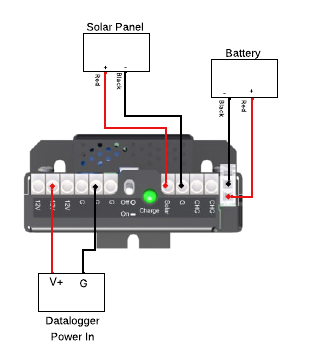 Solar Panel
+ -
Red
Black
Battery
- +
Black
Red
12V
12V
12V
G
G
G
Off
On
Charge
Solar
G
CHG
CHG
V+
G
Datalogger
Power In